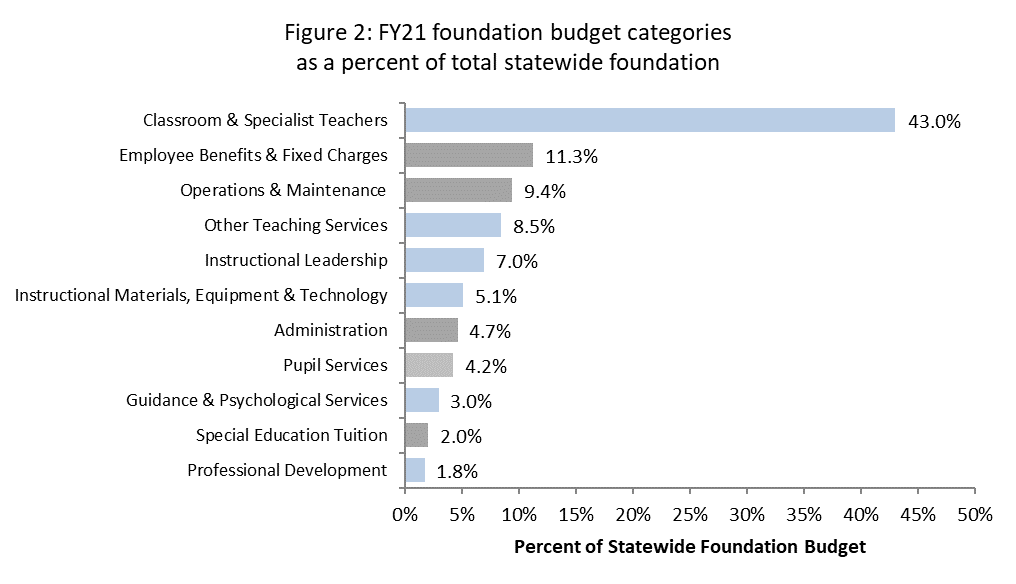 Figure 2: FY21 foundation budget categories
as a percent of total statewide foundation
Classroom & Specialist Teachers 43.0%
Employee Benefits & Fixed Charges 11.3%
Operations & Maintenance 9.4%
Other Teaching Services 8.5%
Instructional Leadership 7.0%
Instructional Materials, Equipment & Technology 5.1%
Administration 4.7%
Pupil Services 4.2%
Guidance & Psychological Services 3.0%
Special Education Tuition 2.0%
Professional Development 1.8%
0% 5% 10% 15% 20% 25% 30% 35% 40% 45% 50%
Percent of Statewide Foundation Budget